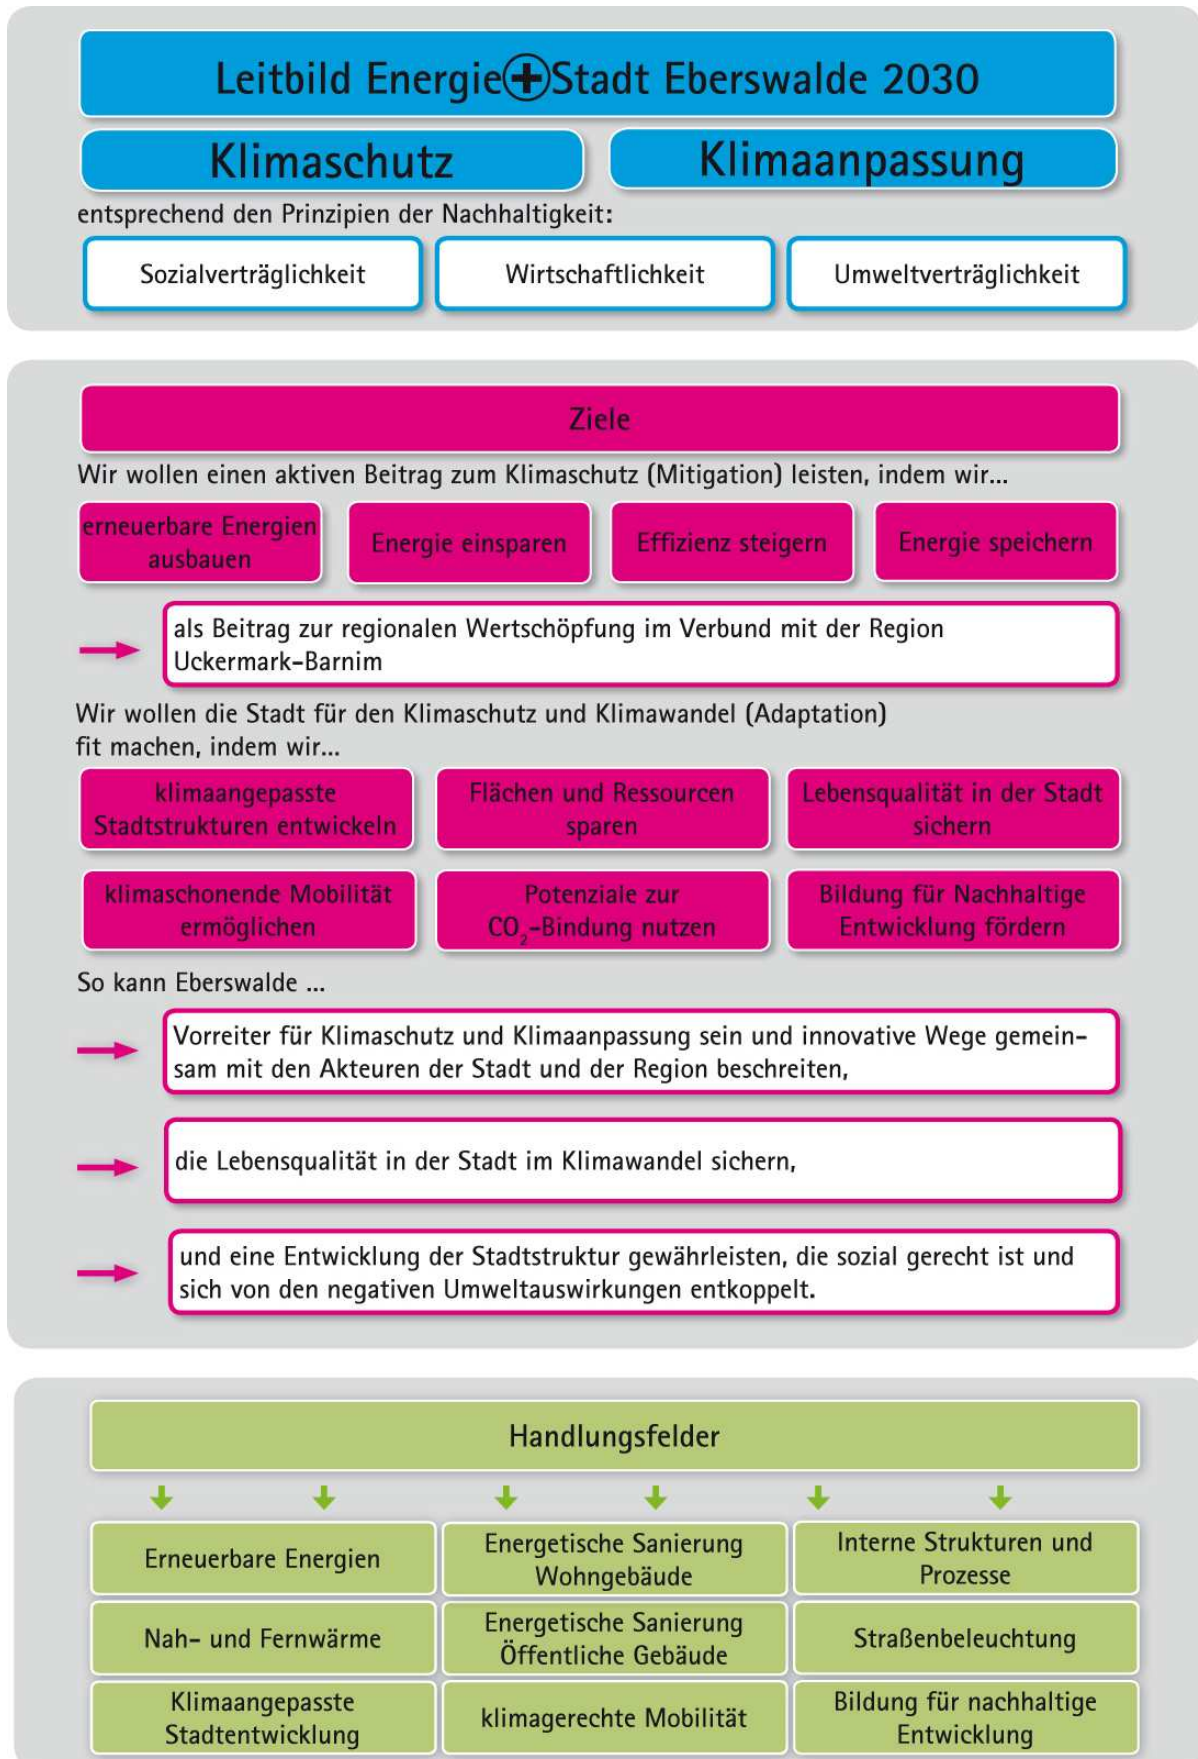 Leitbild Energie+Stadt Eberswalde 2030
Klimaschutz
Klimaanpassung
entsprechend den Prinzipien der Nachhaltigkeit:
Sozialverträglichkeit
Wirtschaftlichkeit
Umweltverträglichkeit
Ziele
Wir wollen einen aktiven Beitrag zum Klimaschutz (Mitigation) leisten, indem wir...
erneuerbare Energien
ausbauen
Energie einsparen
Effizienz steigern
Energie speichern
als Beitrag zur regionalen Wertschöpfung im Verbund mit der Region
Uckermark-Barnim
Wir wollen die Stadt für den Klimaschutz und Klimawandel (Adaptation)
fit machen, indem wir...
klimaangepasste
Stadtstrukturen entwickeln
Flächen und Ressourcen
sparen
Lebensqualität in der Stadt
sichern
klimaschonende Mobilität
ermöglichen
Potenziale zur
CO₂-Bindung nutzen
Bildung für Nachhaltige
Entwicklung fördern
So kann Eberswalde ...
Vorreiter für Klimaschutz und Klimaanpassung sein und innovative Wege gemein-
sam mit den Akteuren der Stadt und der Region beschreiten,
die Lebensqualität in der Stadt im Klimawandel sichern,
und eine Entwicklung der Stadtstruktur gewährleisten, die sozial gerecht ist und
sich von den negativen Umweltauswirkungen entkoppelt.
Handlungsfelder
Erneuerbare Energien
Energetische Sanierung
Wohngebäude
Interne Strukturen und
Prozesse
Nah- und Fernwärme
Energetische Sanierung
Öffentliche Gebäude
Straßenbeleuchtung
Klimaangepasste
Stadtentwicklung
klimagerechte Mobilität
Bildung für nachhaltige
Entwicklung